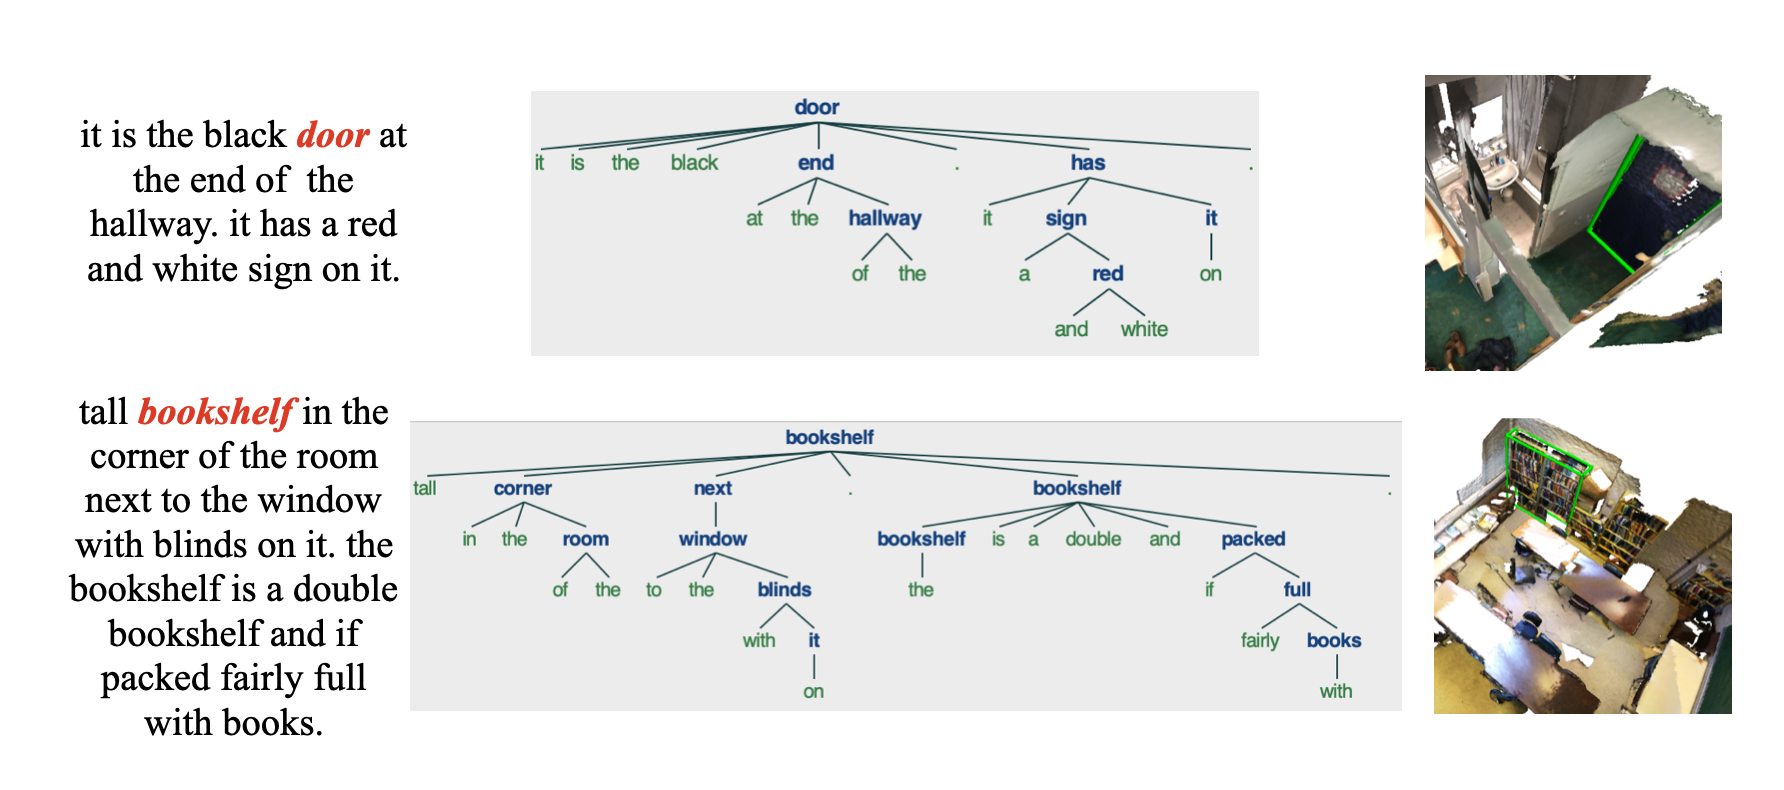 it is the black door at
the end of the
hallway. it has a red
and white sign on it.
door
it is the black end . has .
at the hallway it sign it
of the a red on
and white
tall bookshelf in the
corner of the room
next to the window
with blinds on it. the
bookshelf is a double
bookshelf and if
packed fairly full
with books.
bookshelf
tall corner next . bookshelf .
in the room window bookshelf is a double and packed
of the to the blinds the if full
with it fairly books
on with